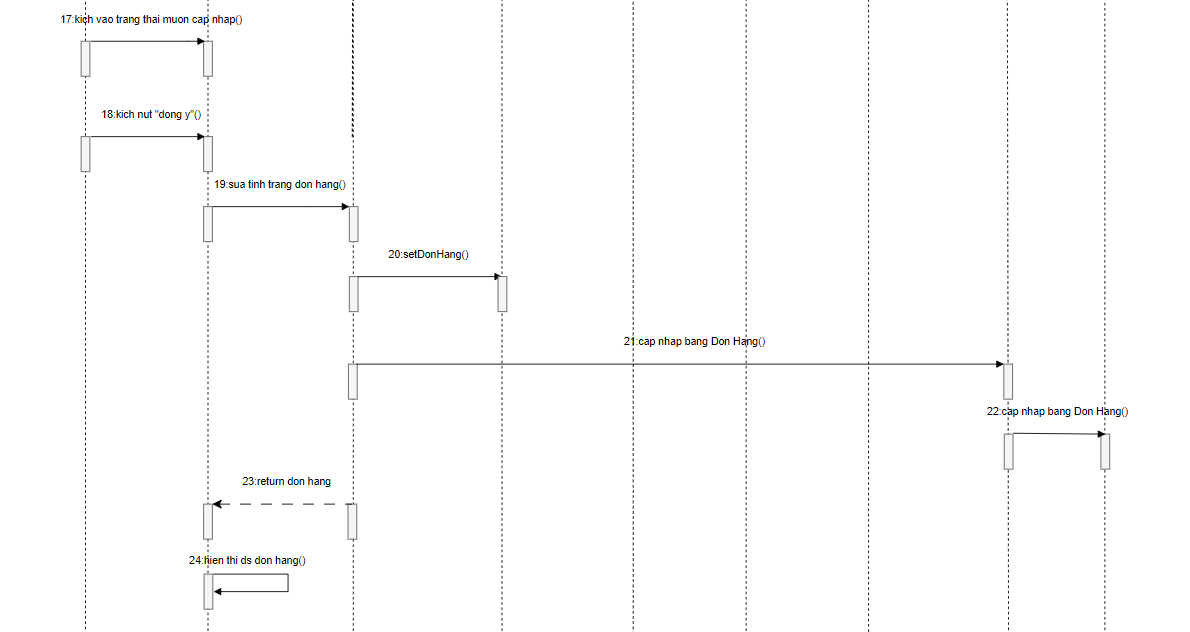 17:kich vao trang thai muon cap nhap()
18:kich nut "dong y"()
19:sua tinh trang don hang()
20:setDonHang()
21:cap nhap bang Don Hang()
22:cap nhap bang Don Hang()
23:return don hang
24:hien thi ds don hang()